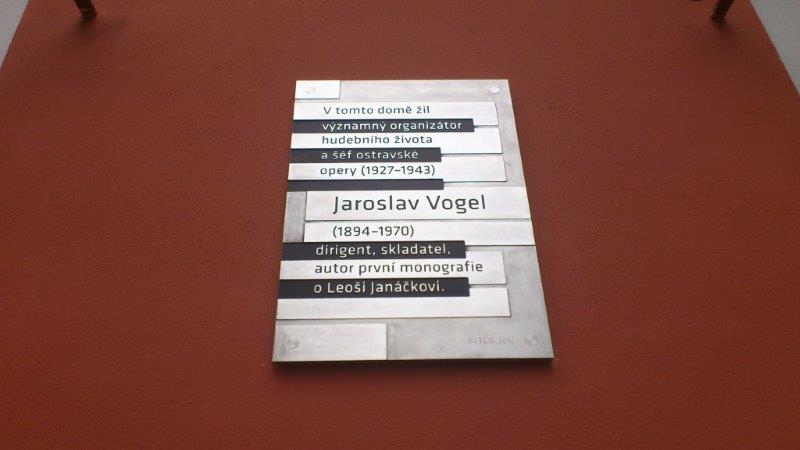 V tomto domě žil
významný organizátor
hudebního života
a šéf ostravske
opery (1927–1943)
Jaroslav Vogel
(1894–1970)
dirigent, skladatel,
autor první monografie
o Leoši Janáčkovi.